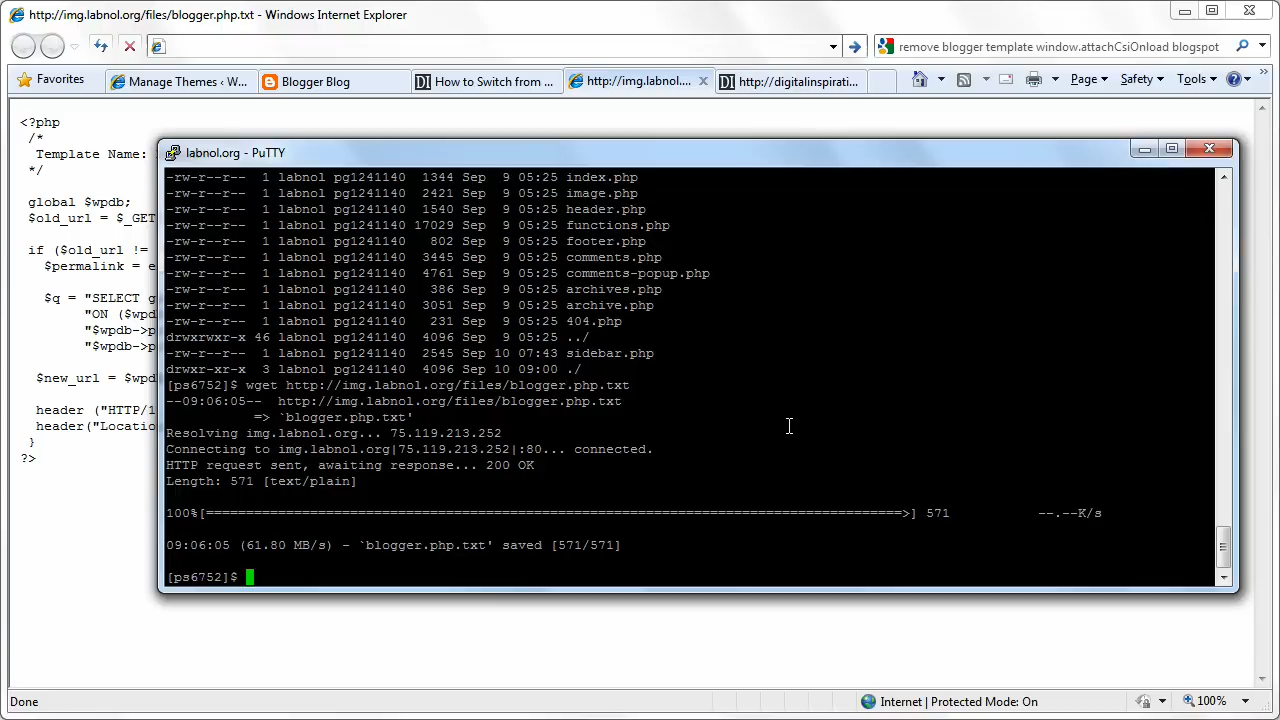 http://img.labnol.org/files/blogger.php.txt - Windows Internet Explorer
remove blogger template window.attachCsiOnload blogspot
Favorites
Manage Themes ‹ W...
Blogger Blog
DI How to Switch from ...
http://img.labnol....
DI http://digitalinspirati...
Page
Safety
Tools
<?php
/*
Template Name:
*/
global $wpdb;
$old_url = $_GET
if ($old_url !=
$permalink = e
$q = "SELECT g
"ON ($wpd
"$wpdb->p
"$wpdb->p
$new_url = $wpd
header ("HTTP/1
header("Locatio
}
?>
labnol.org - PuTTY
-rw-r--r-- 1 labnol pg1241140 1344 Sep 9 05:25 index.php
-rw-r--r-- 1 labnol pg1241140 2421 Sep 9 05:25 image.php
-rw-r--r-- 1 labnol pg1241140 1540 Sep 9 05:25 header.php
-rw-r--r-- 1 labnol pg1241140 17029 Sep 9 05:25 functions.php
-rw-r--r-- 1 labnol pg1241140 802 Sep 9 05:25 footer.php
-rw-r--r-- 1 labnol pg1241140 3445 Sep 9 05:25 comments.php
-rw-r--r-- 1 labnol pg1241140 4761 Sep 9 05:25 comments-popup.php
-rw-r--r-- 1 labnol pg1241140 386 Sep 9 05:25 archives.php
-rw-r--r-- 1 labnol pg1241140 3051 Sep 9 05:25 archive.php
-rw-r--r-- 1 labnol pg1241140 231 Sep 9 05:25 404.php
drwxrwxr-x 46 labnol pg1241140 4096 Sep 9 05:25 ../
-rw-r--r-- 1 labnol pg1241140 2545 Sep 10 07:43 sidebar.php
drwxr-xr-x 3 labnol pg1241140 4096 Sep 10 09:00 ./
[ps6752]$ wget http://img.labnol.org/files/blogger.php.txt
--09:06:05-- http://img.labnol.org/files/blogger.php.txt
=> `blogger.php.txt'
Resolving img.labnol.org... 75.119.213.252
Connecting to img.labnol.org|75.119.213.252|:80... connected.
HTTP request sent, awaiting response... 200 OK
Length: 571 [text/plain]
100%[=======================================================================================>] 571 --.--K/s
09:06:05 (61.80 MB/s) - `blogger.php.txt' saved [571/571]
[ps6752]$
Done
Internet | Protected Mode: On
100%